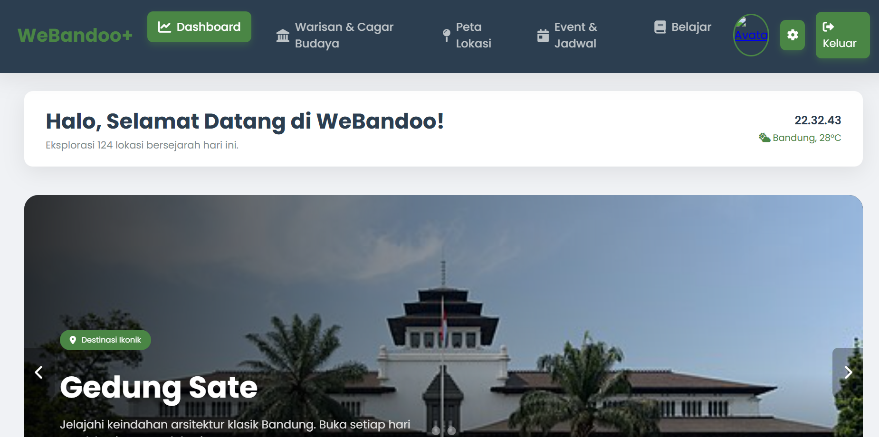 WeBandoo+
Dashboard
Warisan & Cagar
Budaya
Peta
Lokasi
Event &
Jadwal
Belajar
Avata
Keluar
Halo, Selamat Datang di WeBandoo!
Eksplorasi 124 lokasi bersejarah hari ini.
22.32.43
Bandung, 28°C
Destinasi Ikonik
Gedung Sate
Jelajahi keindahan arsitektur klasik Bandung. Buka setiap hari